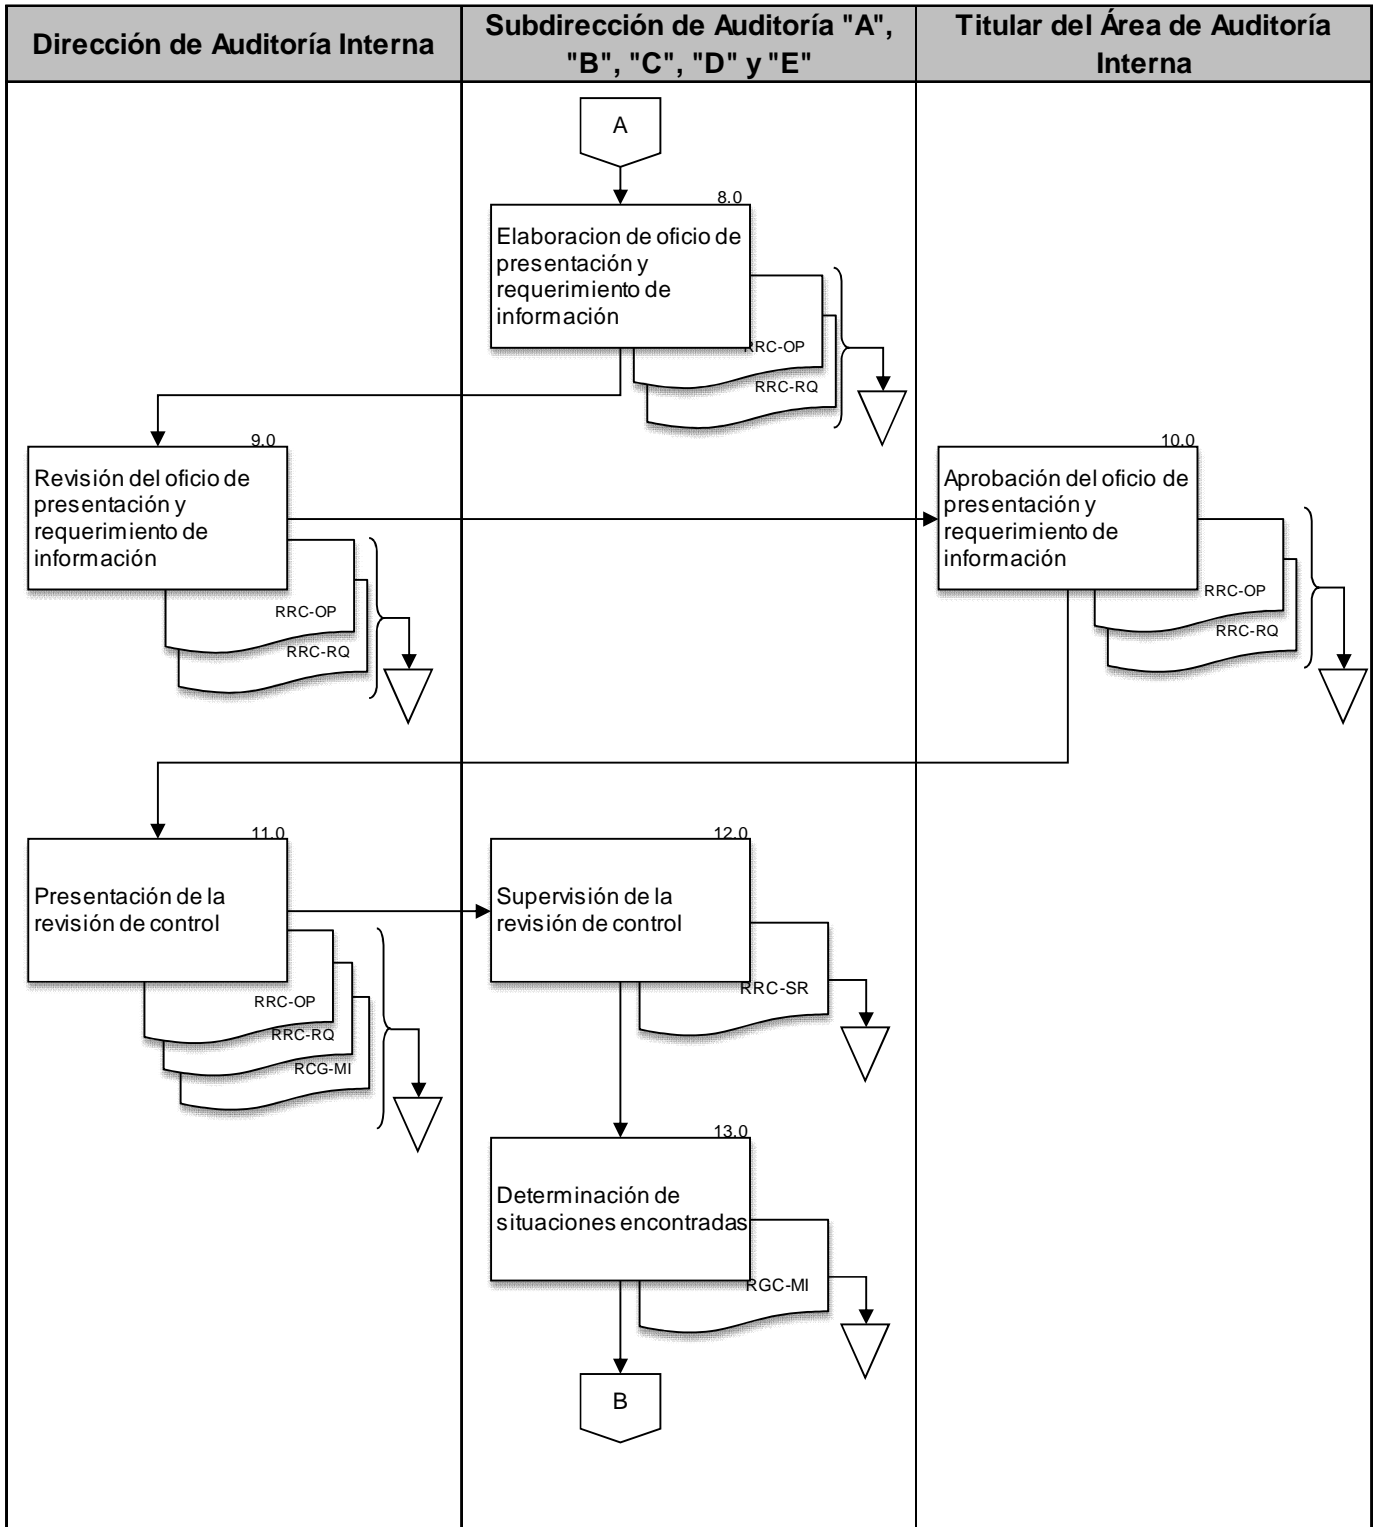 Dirección de Auditoría Interna
Subdirección de Auditoría "A",
"B", "C", "D" y "E"
Titular del Área de Auditoría
Interna
A
8.0
Elaboracion de oficio de
presentación y
requerimiento de
información
RRC-OP
RRC-RQ
9.0
Revisión del oficio de
presentación y
requerimiento de
información
RRC-OP
RRC-RQ
10.0
Aprobación del oficio de
presentación y
requerimiento de
información
RRC-OP
RRC-RQ
11.0
Presentación de la
revisión de control
RRC-OP
RRC-RQ
RCG-MI
12.0
Supervisión de la
revisión de control
RRC-SR
13.0
Determinación de
situaciones encontradas
RGC-MI
B